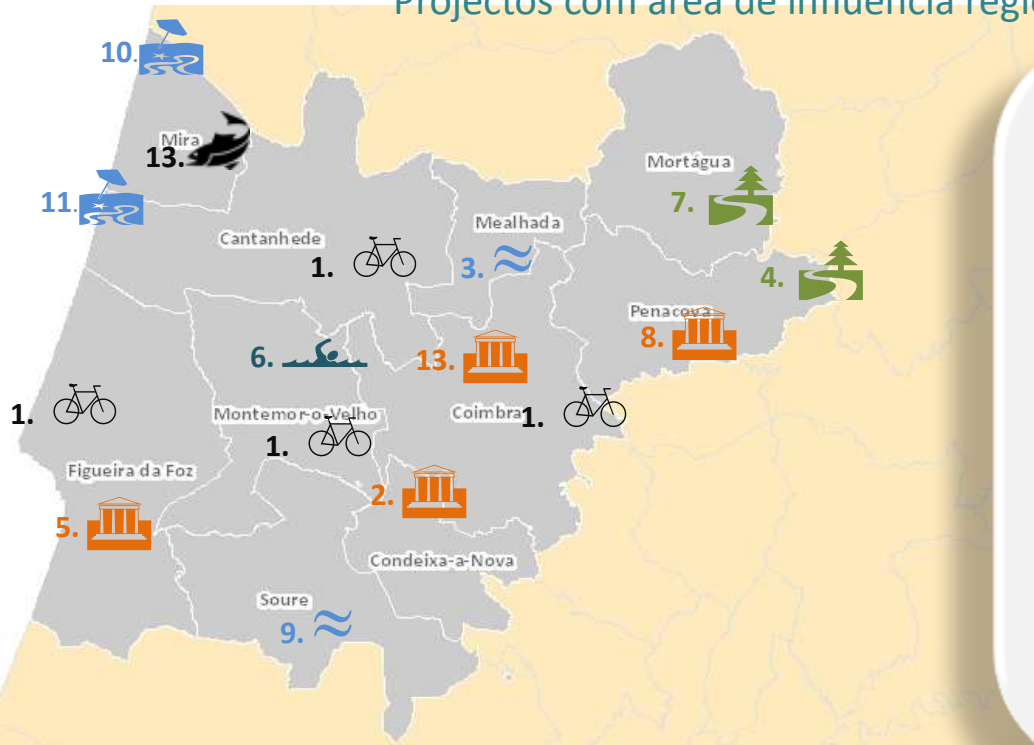 Projectos com área de influência regi
10.
Mira
13.
Mortágua
7.
11.
Mealhada
Cantanhede
1.
3.
4.
Penacova
8.
6.
13.
1.
Montemor-o-Velho
Coimbra
1.
1.
Figueira da Foz
2.
5.
Condeixa-a-Nova
Soure
9.